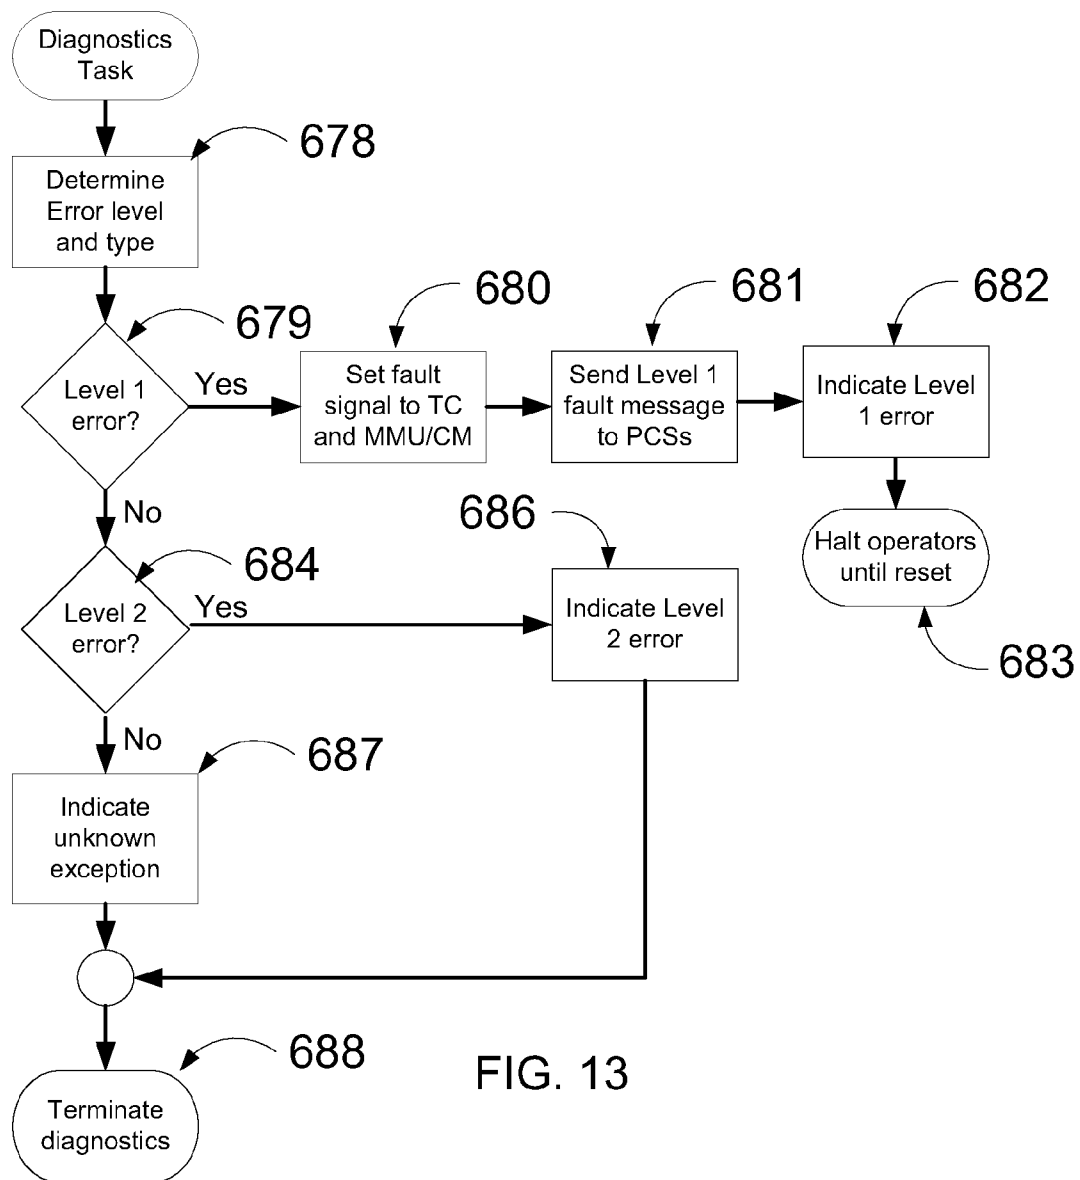 Diagnostics
Task
678
Determine
Error level
and type
679
Level 1
error?
Yes
680
Set fault
signal to TC
and MMU/CM
681
Send Level 1
fault message
to PCSs
682
Indicate Level
1 error
Halt operators
until reset
683
No
684
Level 2
error?
Yes
686
Indicate Level
2 error
No
687
Indicate
unknown
exception
688
Terminate
diagnostics
FIG. 13